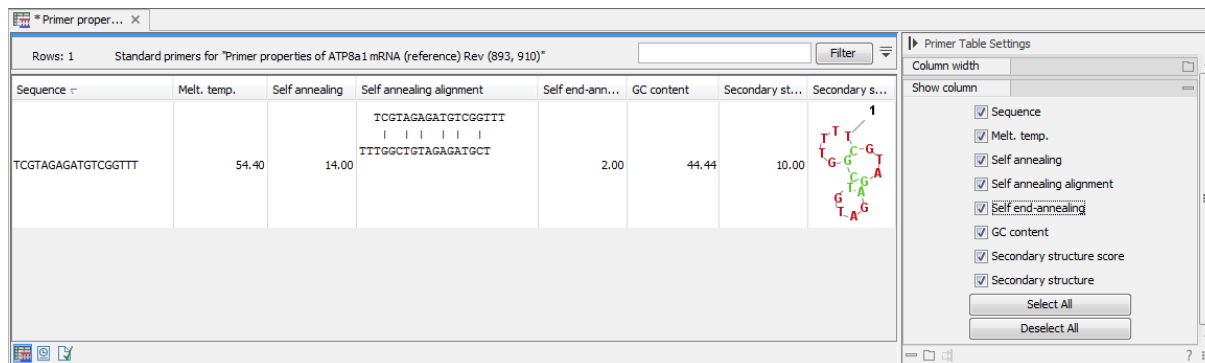 * Primer proper...
Rows: 1 Standard primers for "Primer properties of ATP8a1 mRNA (reference) Rev (893, 910)" Filter
Sequence Melt. temp. Self annealing Self annealing alignment Self end-ann... GC content Secondary st... Secondary s...
TCGTAGAGATGTCGGTTT
TTTGGCTGTAGAGATGCT
TCGTAGAGATGTCGGTTT 54.40 14.00 2.00 44.44 10.00
1
T T T C G T A G A G A T G T C G G T
Primer Table Settings
Column width
Show column
Sequence
Melt. temp.
Self annealing
Self annealing alignment
Self end-annealing
GC content
Secondary structure score
Secondary structure
Select All
Deselect All
?